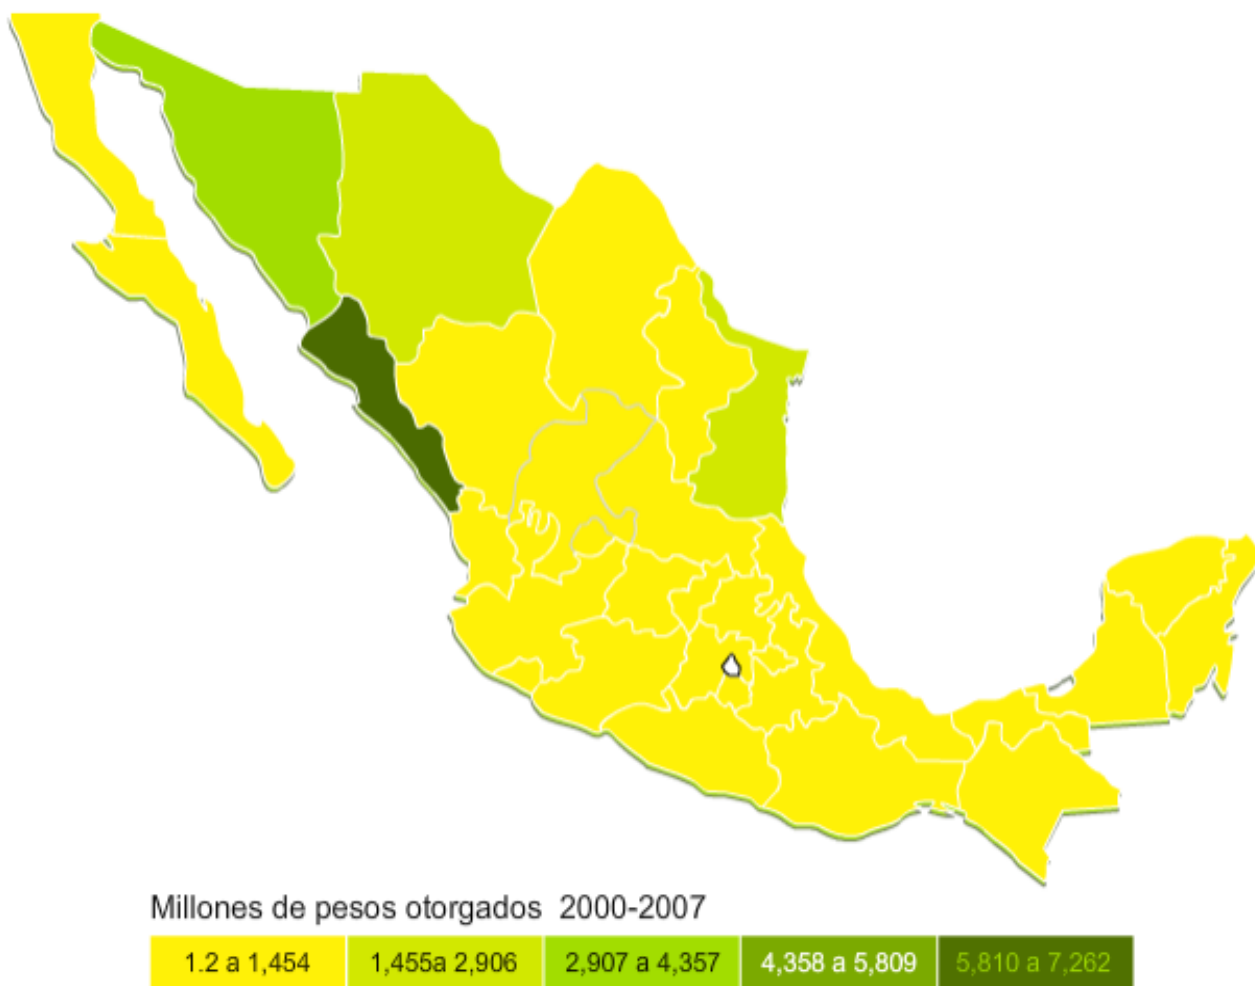 Millones de pesos otorgados 2000-2007
1.2 a 1,454 1,455a 2,906 2,907 a 4,357 4,358 a 5,809 5,810 a 7,262